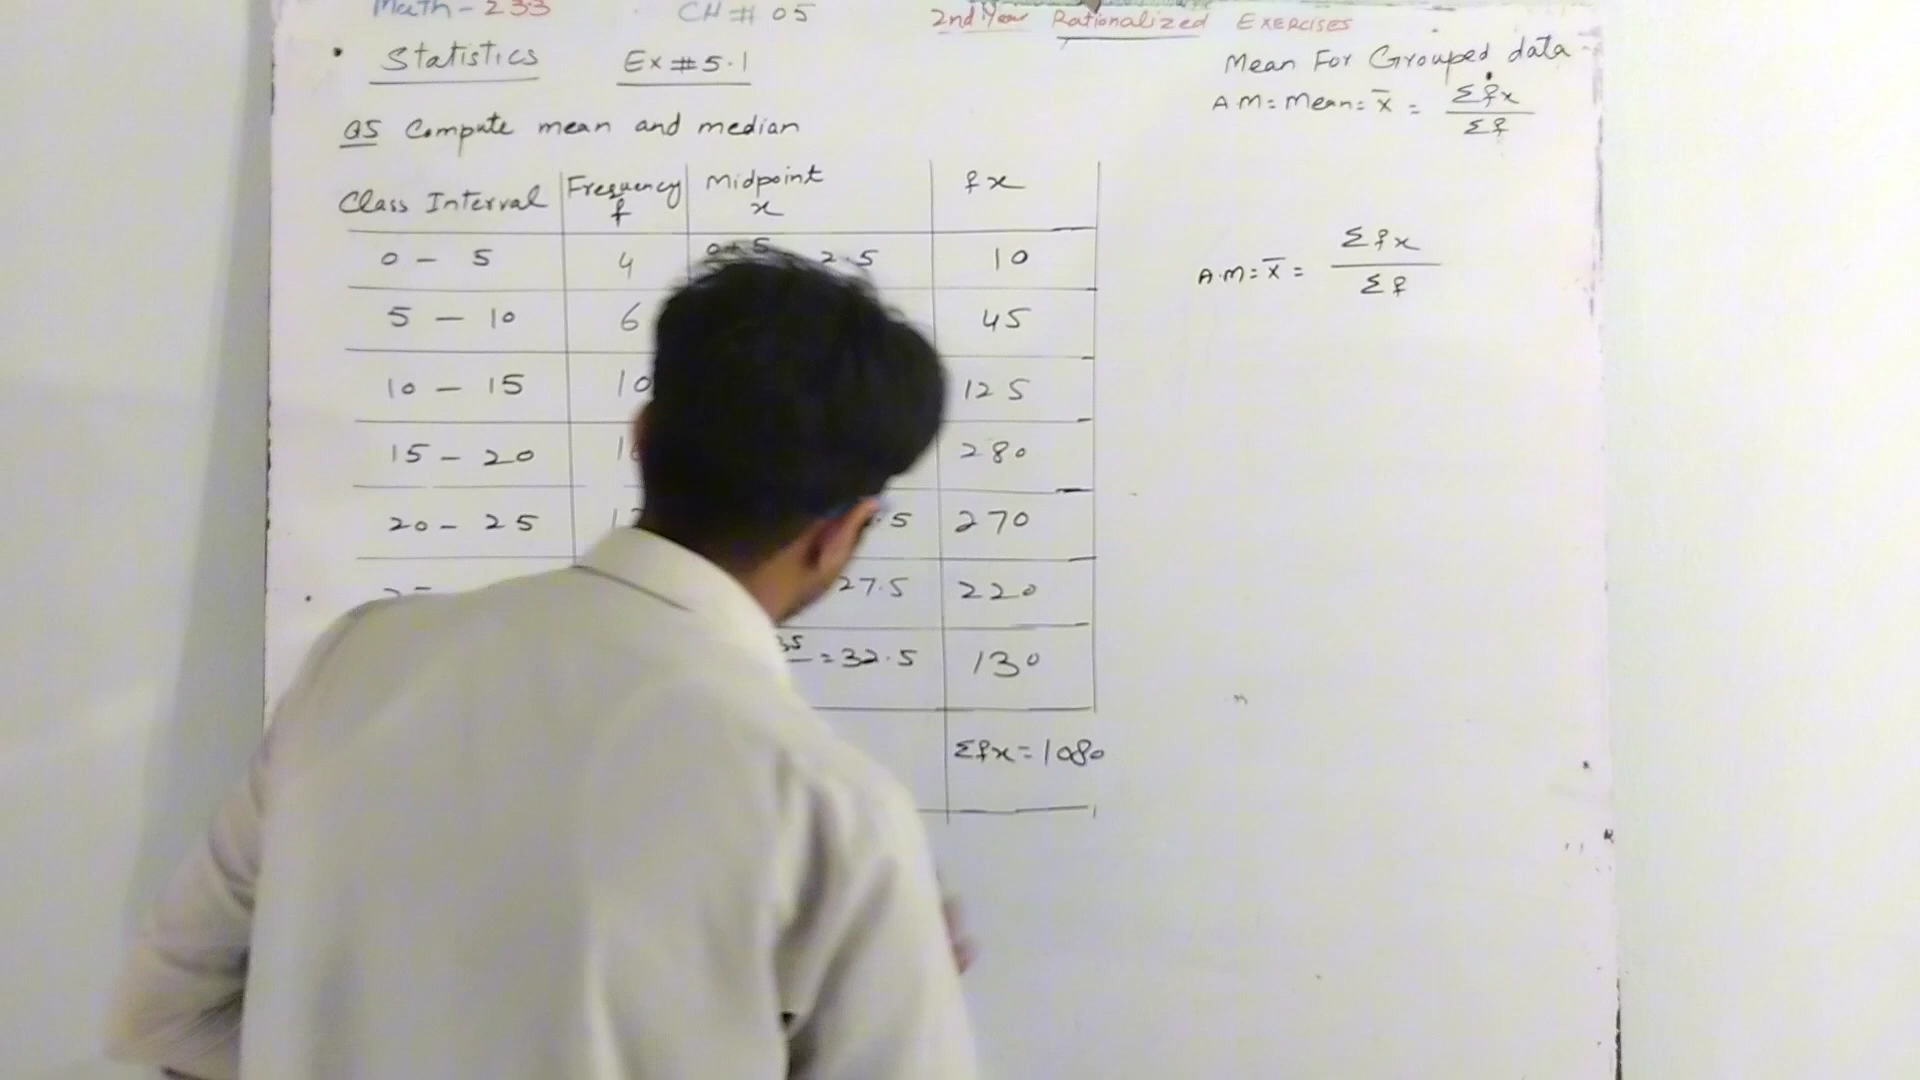 Math-233 CH # 05 2nd Year Rationalized EXERCISES
Statistics Ex # 5.1 Mean For Grouped data
A.M = Mean = x̄ = Σfx / Σf
Q5 Compute mean and median
Class Interval Frequency f Midpoint x fx
0 - 5 4 0+5 2.5 10
5 - 10 6 45
10 - 15 10 125
15 - 20 280
20 - 25 .5 270
27.5 220
35 = 32.5 130
Σfx = 1080
A.M = x̄ = Σfx / Σf